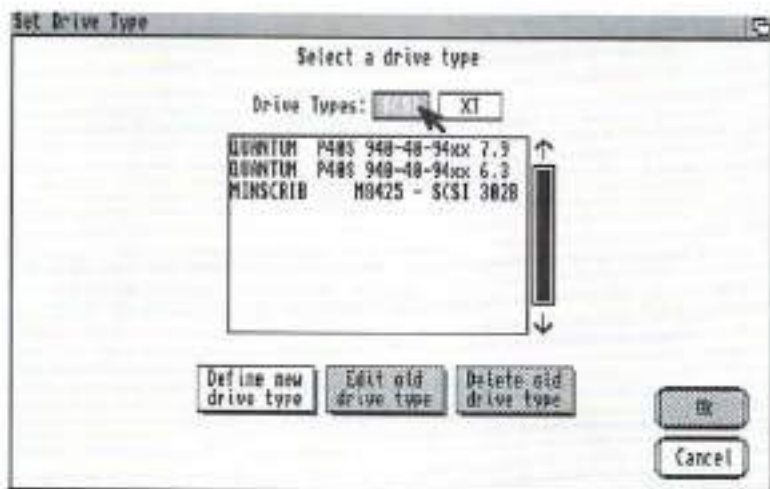 Set Drive Type
Select a drive type
Drive Types: XT
QUANTUM P40S 940-40-94xx 7.9
QUANTUM P40S 940-40-94xx 6.3
MINSCRIB M8425 - SCSI 3028
Define new
drive type
Edit old
drive type
Delete old
drive type
Ok
Cancel